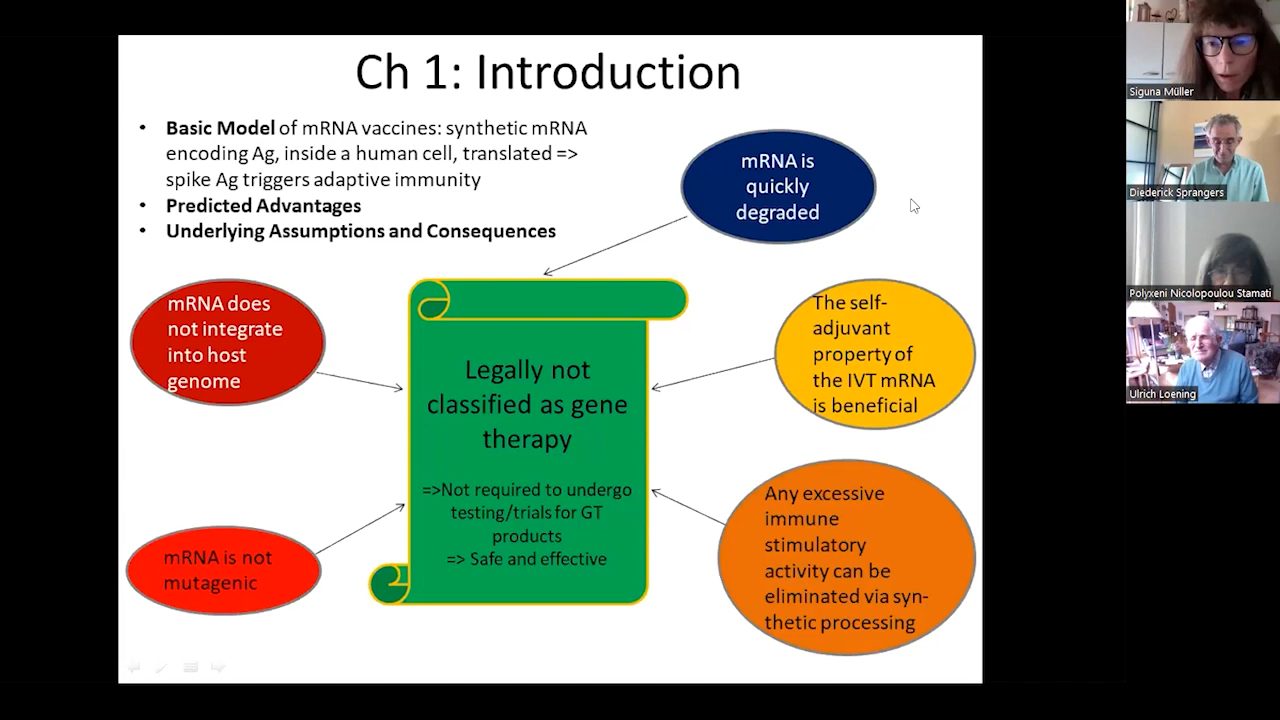 Ch 1: Introduction
• Basic Model of mRNA vaccines: synthetic mRNA
encoding Ag, inside a human cell, translated =>
spike Ag triggers adaptive immunity
• Predicted Advantages
• Underlying Assumptions and Consequences
mRNA is
quickly
degraded
mRNA does
not integrate
into host
genome
The self-
adjuvant
property of
the IVT mRNA
is beneficial
Legally not
classified as gene
therapy
=>Not required to undergo
testing/trials for GT
products
=> Safe and effective
mRNA is not
mutagenic
Any excessive
immune
stimulatory
activity can be
eliminated via syn-
thetic processing
Siguna Müller
Diederick Sprangers
Polyxeni Nicolopoulou Stamati
Ulrich Loening